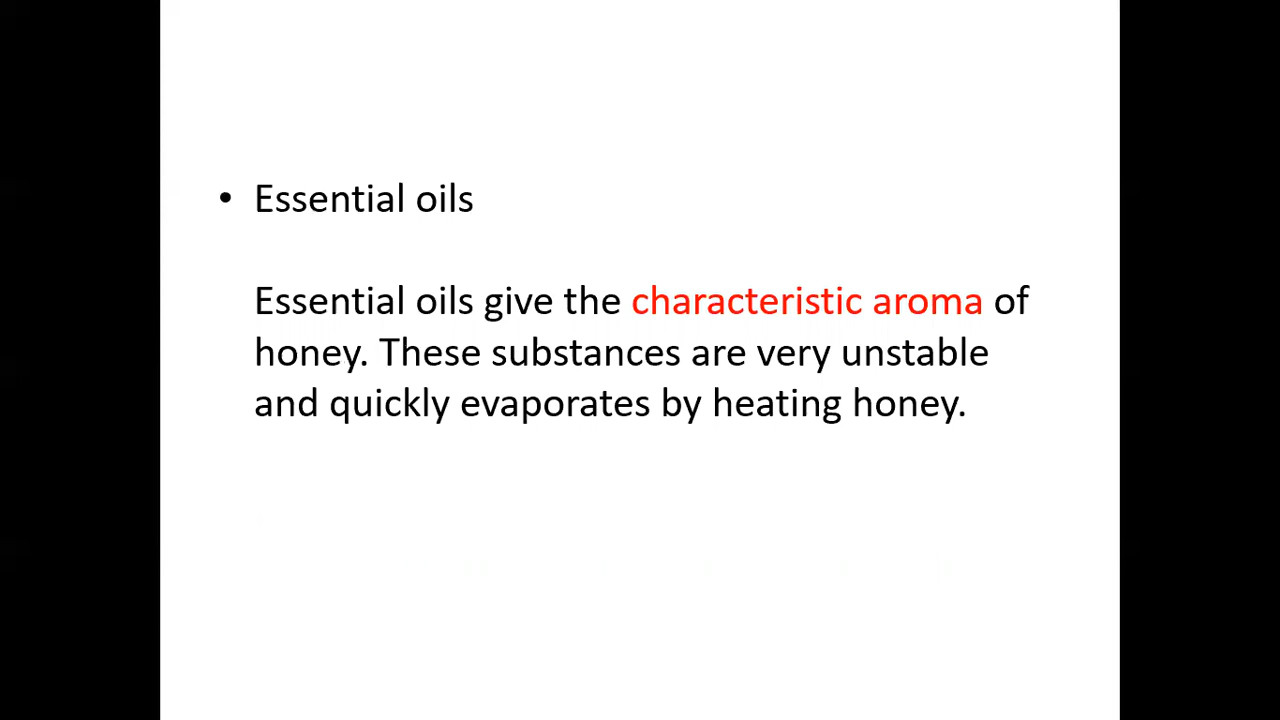 • Essential oils
Essential oils give the characteristic aroma of
honey. These substances are very unstable
and quickly evaporates by heating honey.